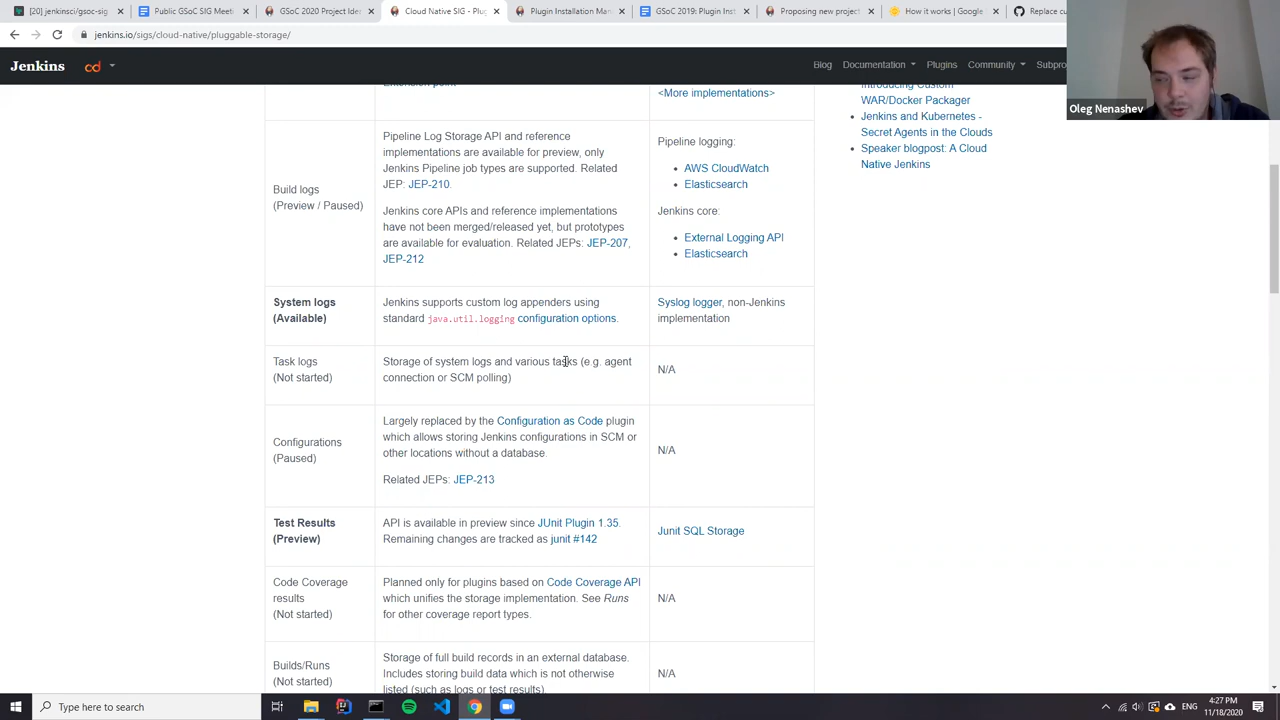 [20] jenkinsci/gsoc-sig
Public GSoC SIG Meetin
GSoC 2020 Project Ide
Cloud Native SIG - Plug
Plugin Installation Man
GSoC 2019: Plugin Inst
Proposing new project
How it works | Google
Replace cu
jenkins.io/sigs/cloud-native/pluggable-storage/
Jenkins
cd
Blog
Documentation
Plugins
Community
Subpro
Oleg Nenashev
Extension point
<More implementations>
Build logs
(Preview / Paused)
Pipeline Log Storage API and reference
implementations are available for preview, only
Jenkins Pipeline job types are supported. Related
JEP: JEP-210.
Jenkins core APIs and reference implementations
have not been merged/released yet, but prototypes
are available for evaluation. Related JEPs: JEP-207,
JEP-212
Pipeline logging:
AWS CloudWatch
Elasticsearch
Jenkins core:
External Logging API
Elasticsearch
System logs
(Available)
Jenkins supports custom log appenders using
standard java.util.logging configuration options.
Syslog logger, non-Jenkins
implementation
Task logs
(Not started)
Storage of system logs and various tasks (e.g. agent
connection or SCM polling)
N/A
Configurations
(Paused)
Largely replaced by the Configuration as Code plugin
which allows storing Jenkins configurations in SCM or
other locations without a database.
Related JEPs: JEP-213
N/A
Test Results
(Preview)
API is available in preview since JUnit Plugin 1.35.
Remaining changes are tracked as junit #142
Junit SQL Storage
Code Coverage
results
(Not started)
Planned only for plugins based on Code Coverage API
which unifies the storage implementation. See Runs
for other coverage report types.
N/A
Builds/Runs
(Not started)
Storage of full build records in an external database.
Includes storing build data which is not otherwise
listed (such as logs or test results)
N/A
Introducing Custom
WAR/Docker Packager
Jenkins and Kubernetes -
Secret Agents in the Clouds
Speaker blogpost: A Cloud
Native Jenkins
Type here to search
ENG
4:27 PM
11/18/2020